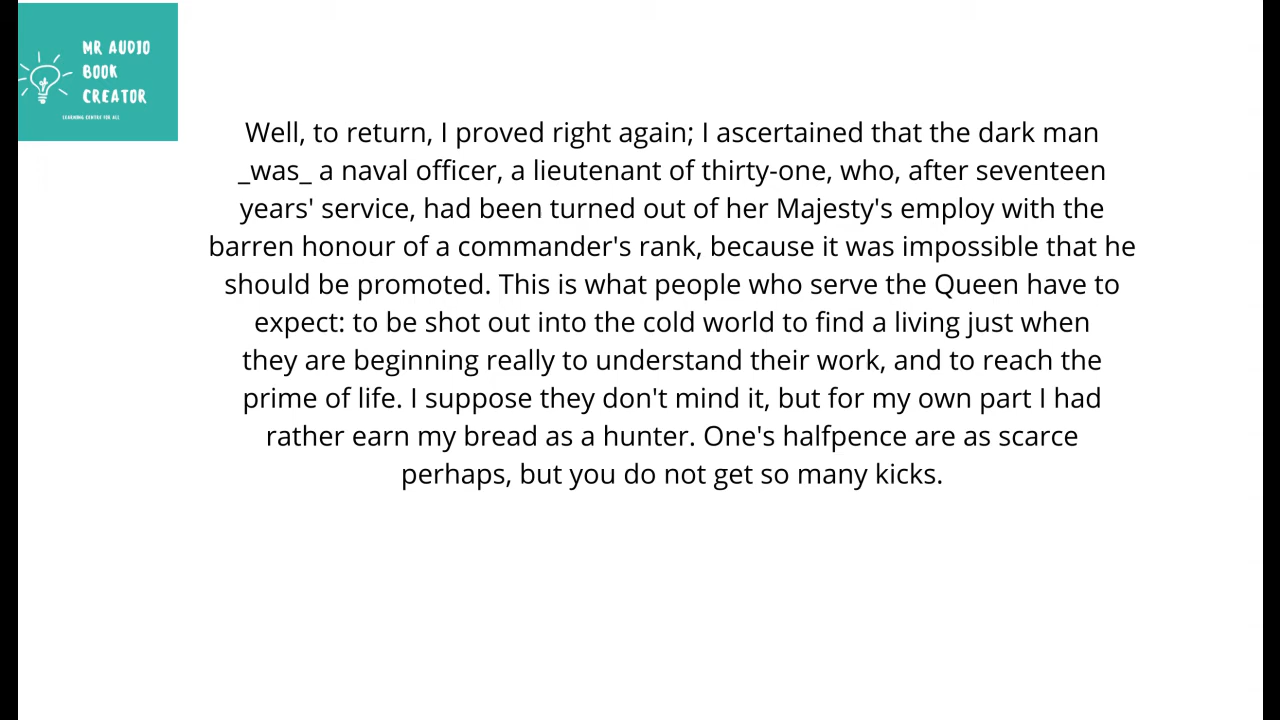 MR AUDIO
BOOK
CREATOR
LEARNING CENTRE FOR ALL
Well, to return, I proved right again; I ascertained that the dark man
_was_ a naval officer, a lieutenant of thirty-one, who, after seventeen
years' service, had been turned out of her Majesty's employ with the
barren honour of a commander's rank, because it was impossible that he
should be promoted. This is what people who serve the Queen have to
expect: to be shot out into the cold world to find a living just when
they are beginning really to understand their work, and to reach the
prime of life. I suppose they don't mind it, but for my own part I had
rather earn my bread as a hunter. One's halfpence are as scarce
perhaps, but you do not get so many kicks.